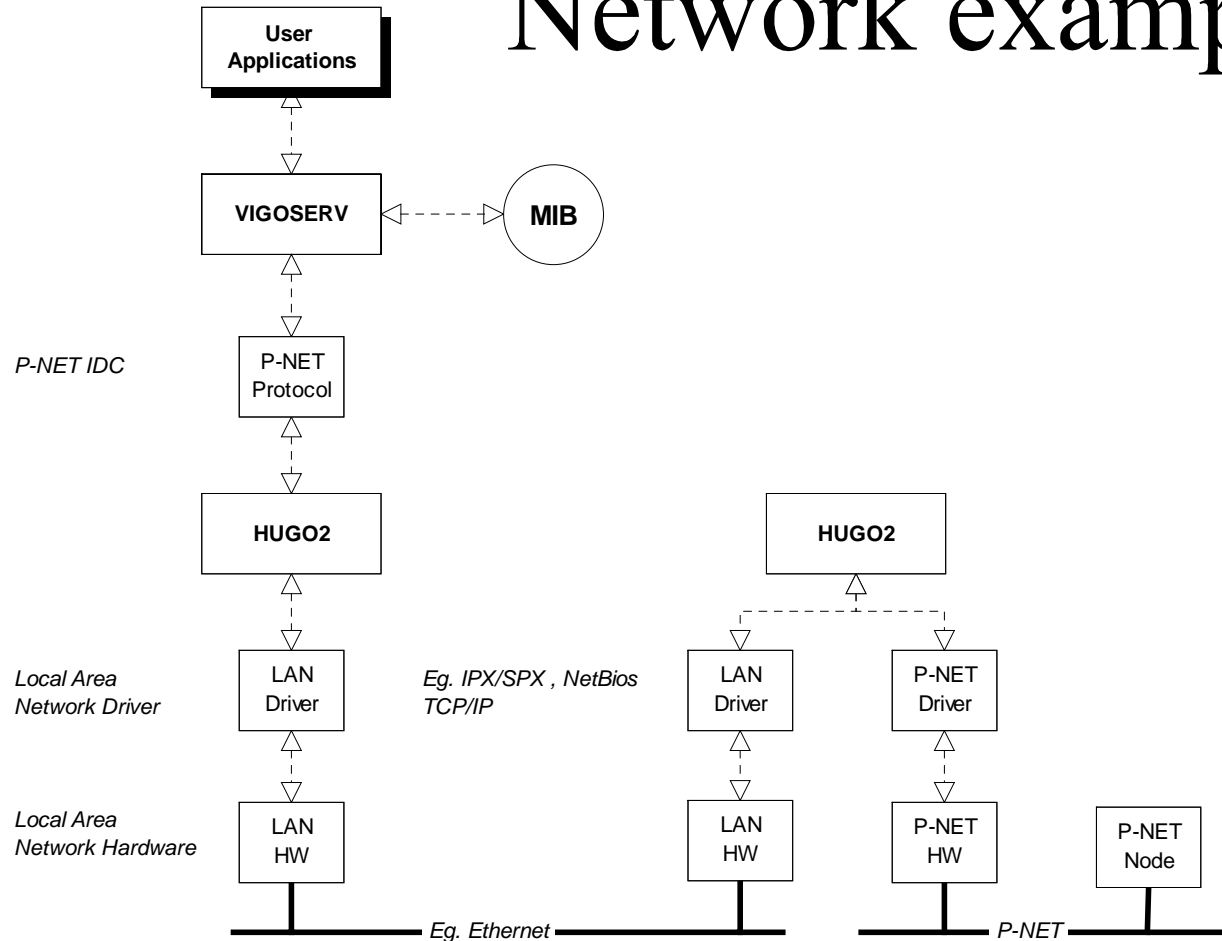 Network examp
User
Applications
VIGOSERV
MIB
P-NET IDC
P-NET
Protocol
HUGO2
HUGO2
Local Area
Network Driver
LAN
Driver
Eg. IPX/SPX , NetBios
TCP/IP
LAN
Driver
P-NET
Driver
Local Area
Network Hardware
LAN
HW
LAN
HW
P-NET
HW
P-NET
Node
Eg. Ethernet
P-NET